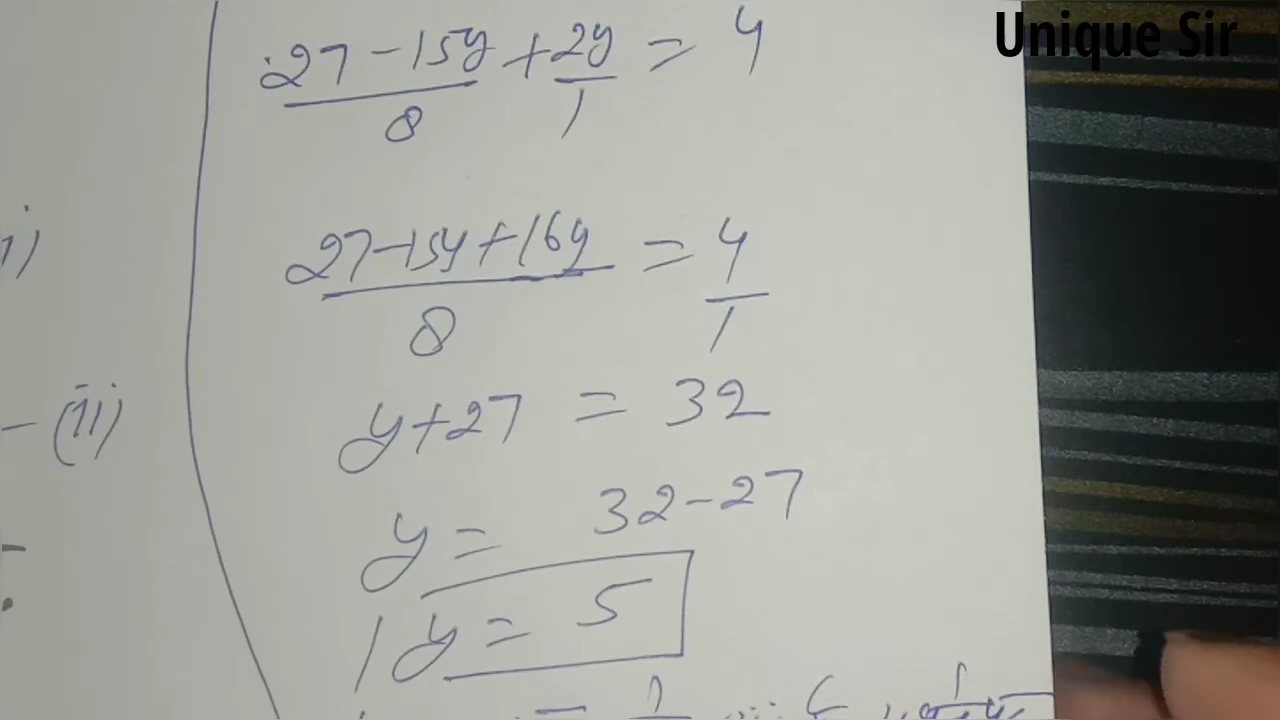 Unique Sir
27 - 15y/8 + 2y/1 = 4
i)
27 - 15y + 16y/8 = 4/1
y + 27 = 32
- (ii)
y = 32 - 27
y = 5